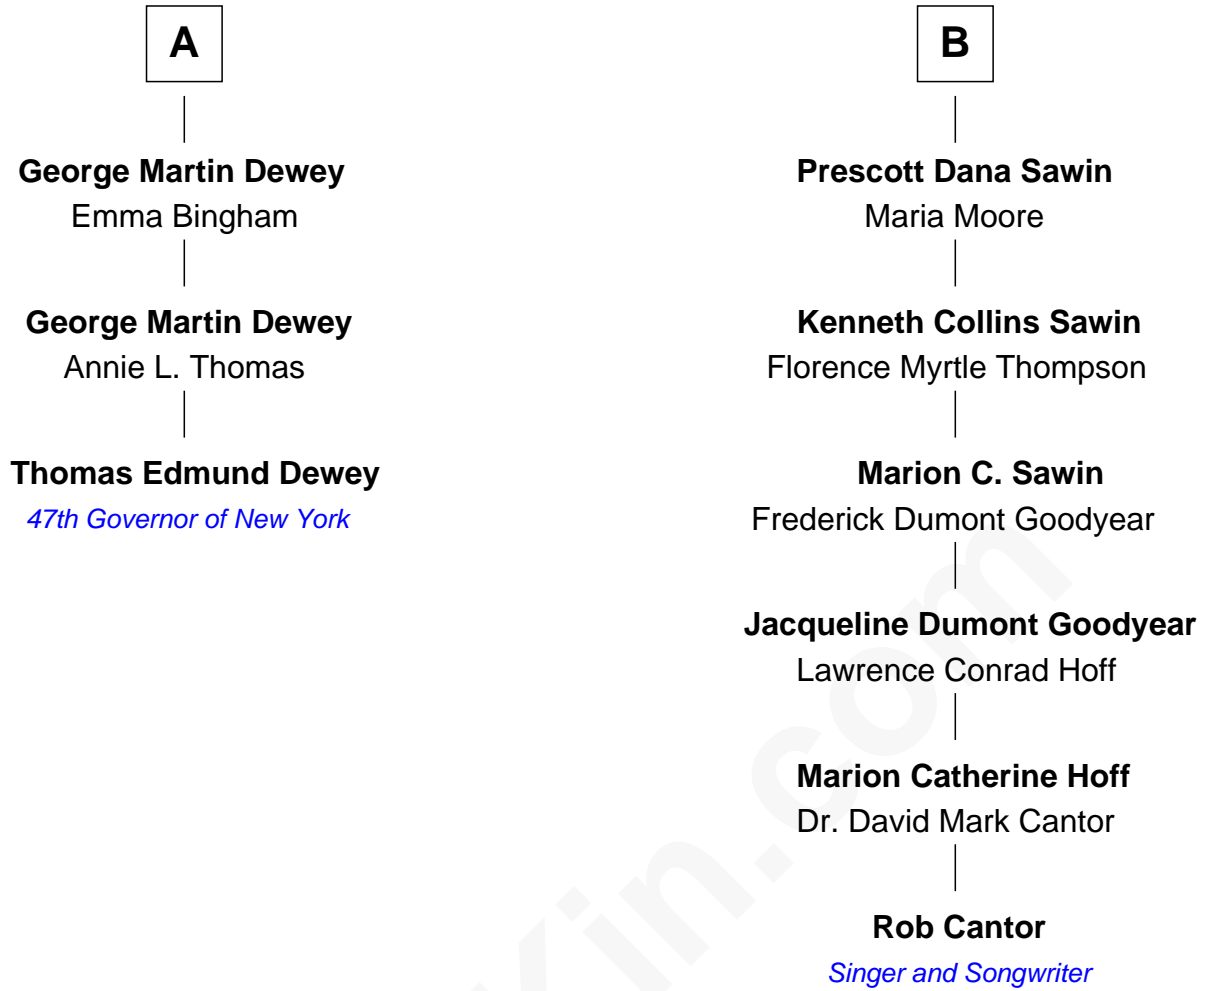 A
George Martin Dewey
Emma Bingham
George Martin Dewey
Annie L. Thomas
Thomas Edmund Dewey
47th Governor of New York
B
Prescott Dana Sawin
Maria Moore
Kenneth Collins Sawin
Florence Myrtle Thompson
Marion C. Sawin
Frederick Dumont Goodyear
Jacqueline Dumont Goodyear
Lawrence Conrad Hoff
Marion Catherine Hoff
Dr. David Mark Cantor
Rob Cantor
Singer and Songwriter
Kin.com